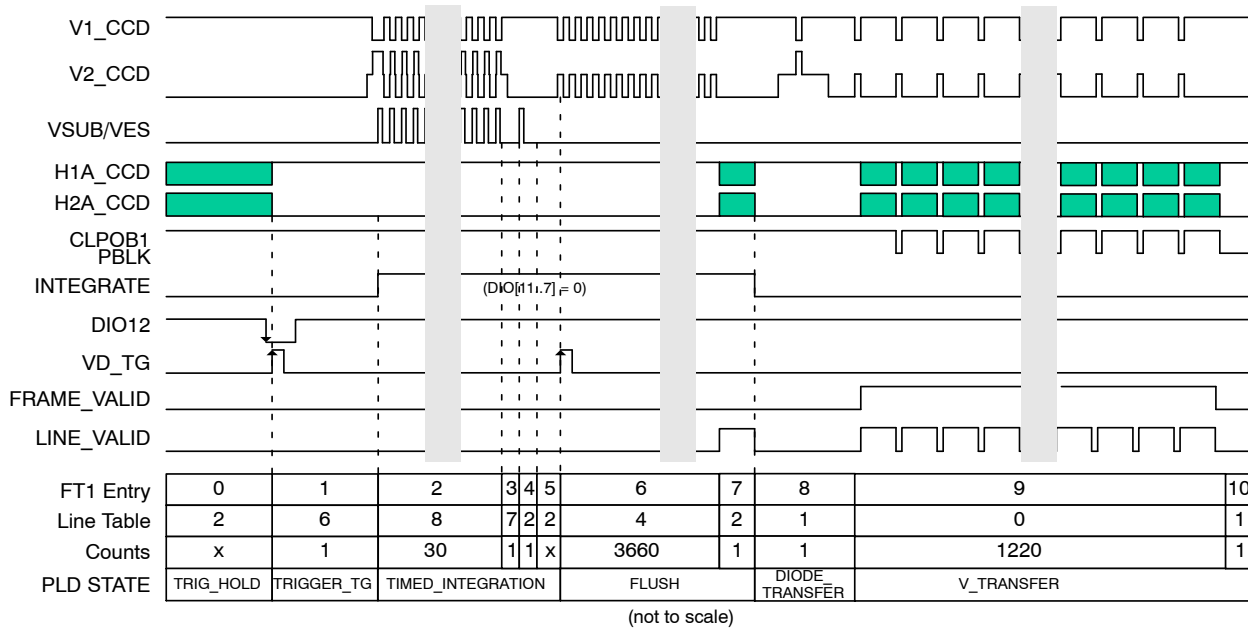 V1_CCD
V2_CCD
VSUB/VES
H1A_CCD
H2A_CCD
CLPOB1
PBLK
INTEGRATE
(DIO[11..7] = 0)
DIO12
VD_TG
FRAME_VALID
LINE_VALID
FT1 Entry 0 1 2 3 4 5 6 7 8 9 10
Line Table 2 6 8 7 2 2 4 2 1 0 1
Counts x 1 30 1 1 x 3660 1 1 1220 1
PLD STATE TRIG_HOLD TRIGGER_TG TIMED_INTEGRATION FLUSH DIODE_ V_TRANSFER
TRANSFER
(not to scale)